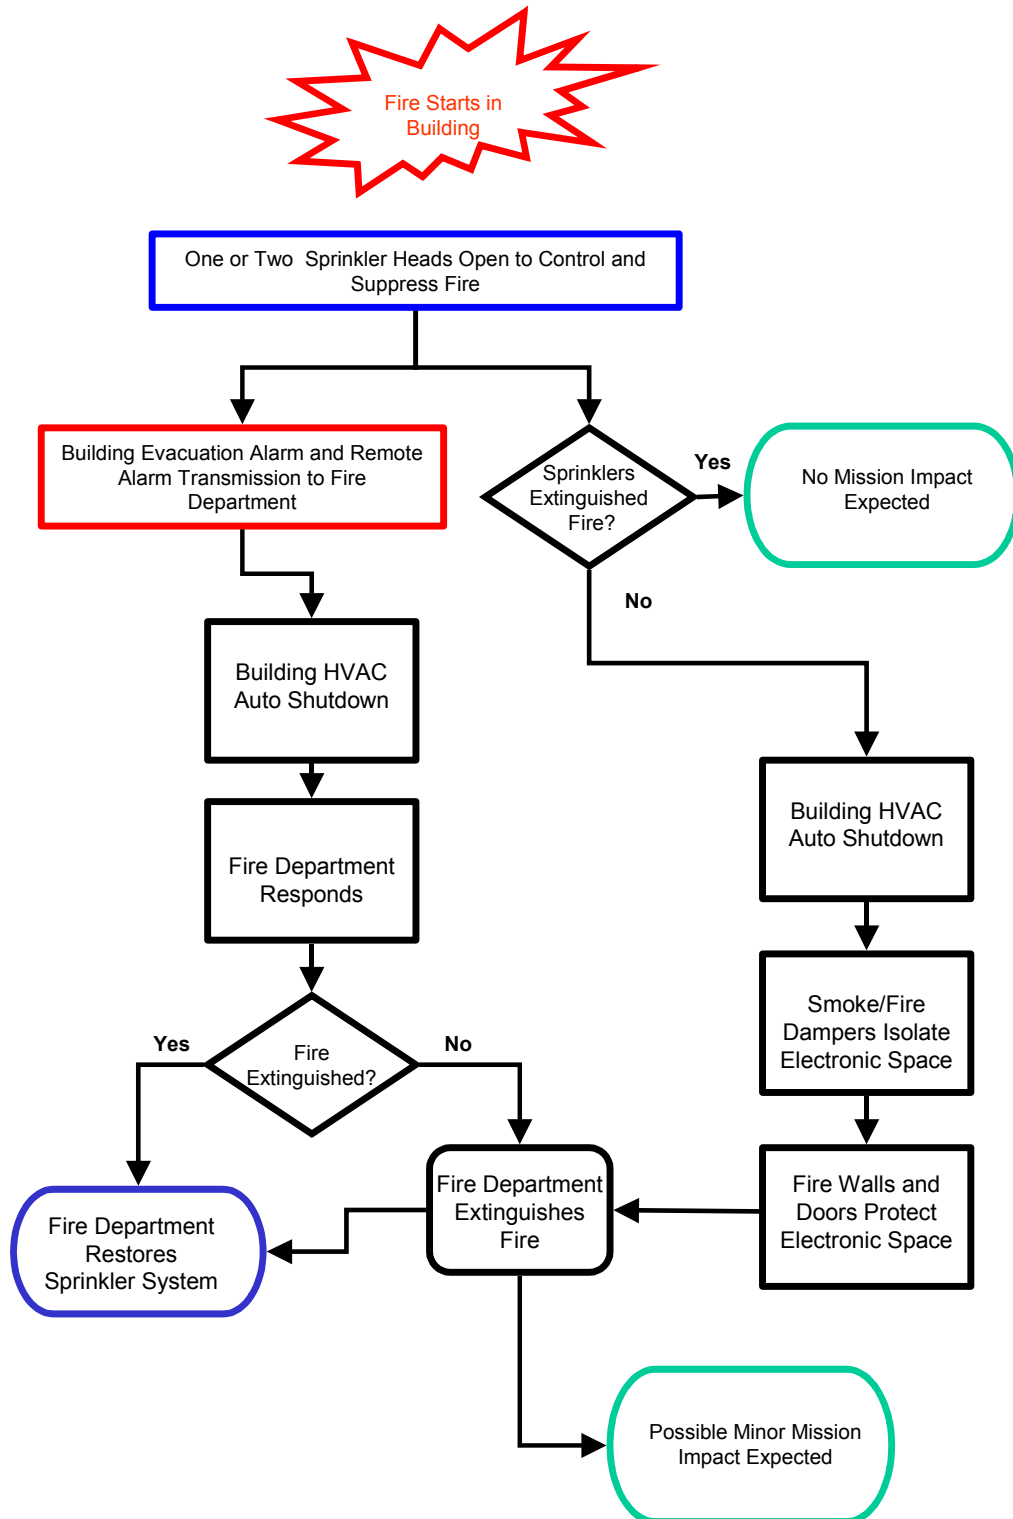 Fire Starts in
Building
One or Two  Sprinkler Heads Open to Control and
Suppress Fire
Building Evacuation Alarm and Remote
Alarm Transmission to Fire
Department
Sprinklers
Extinguished
Fire?
Yes
No Mission Impact
Expected
No
Building HVAC
Auto Shutdown
Building HVAC
Auto Shutdown
Fire Department
Responds
Smoke/Fire
Dampers Isolate
Electronic Space
Yes
Fire
Extinguished?
No
Fire Department
Extinguishes
Fire
Fire Walls and
Doors Protect
Electronic Space
Fire Department
Restores
Sprinkler System
Possible Minor Mission
Impact Expected